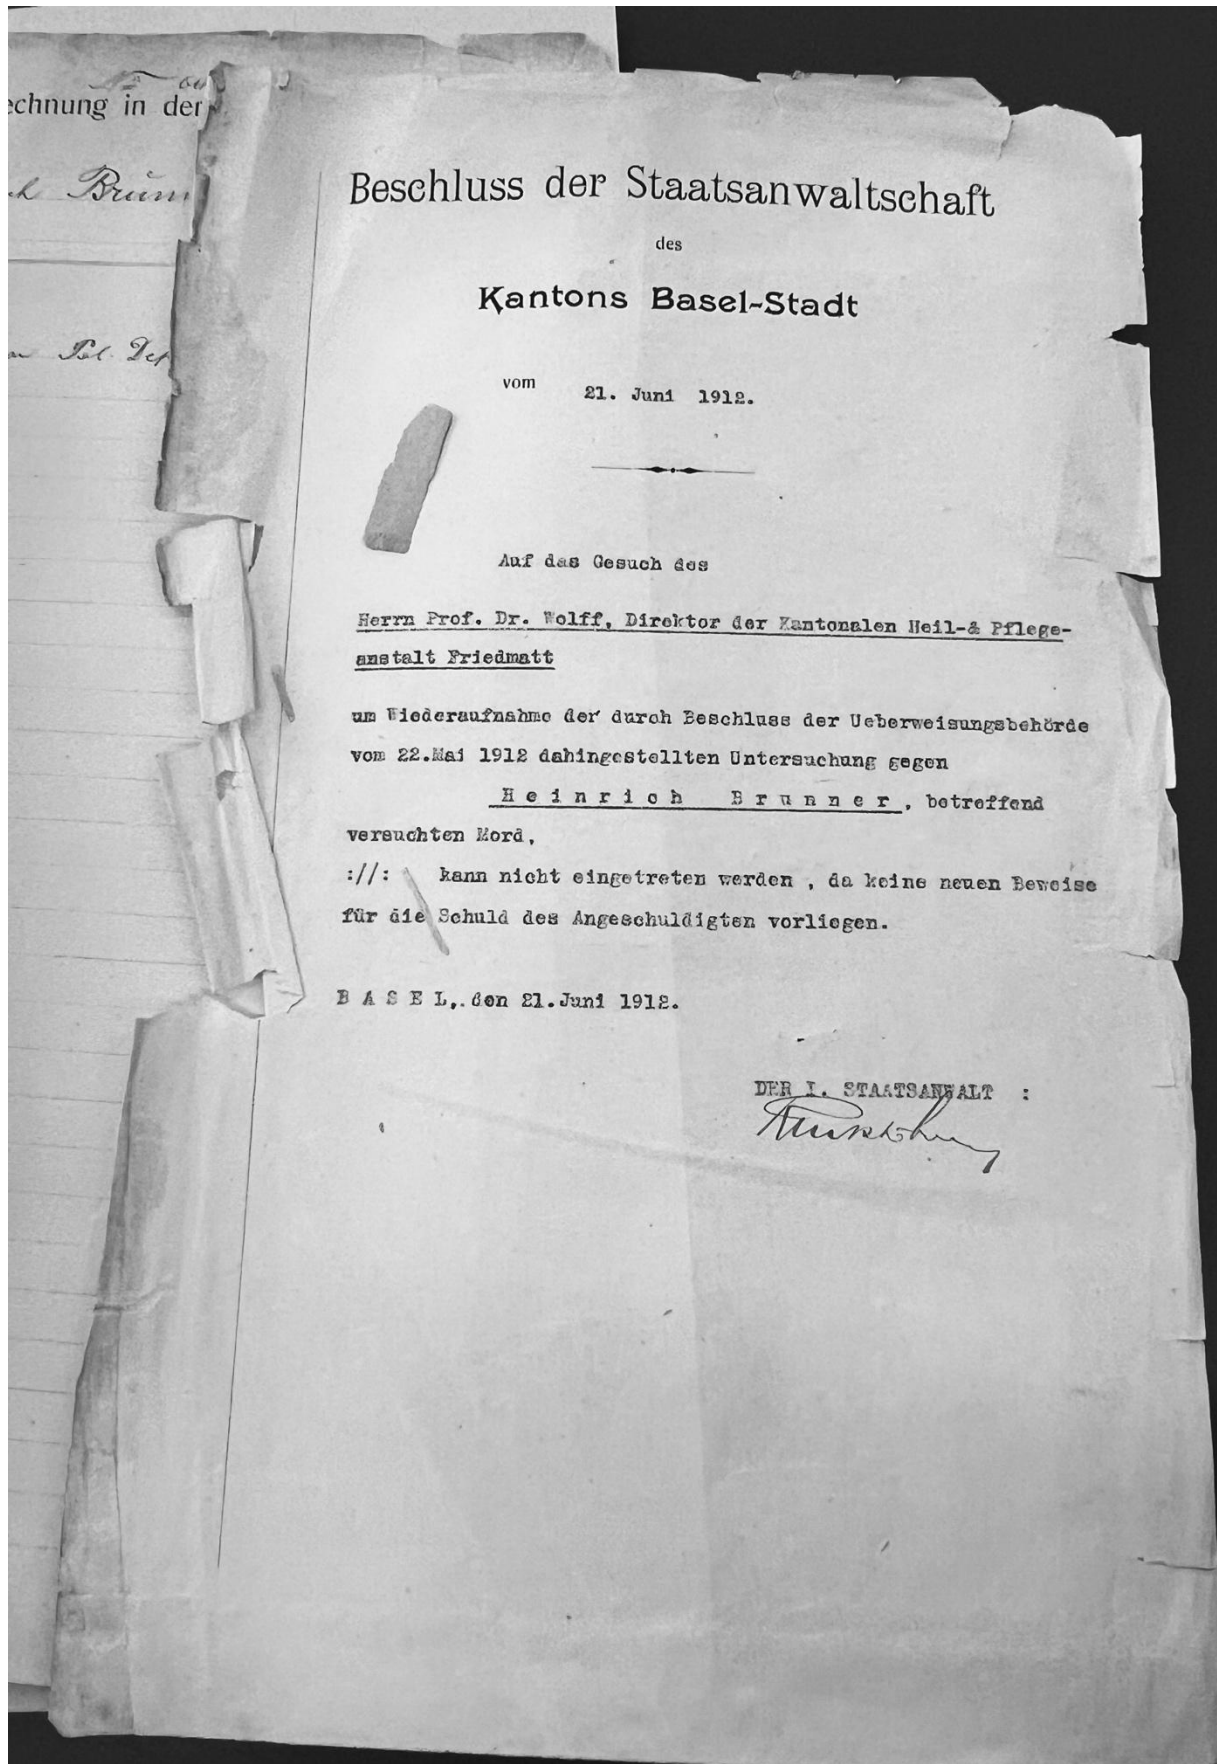 echnung in der
Brunn
Pol. Dep
Beschluss der Staatsanwaltschaft
des
Kantons Basel-Stadt
vom 21. Juni 1912.
Auf das Gesuch des
Herrn Prof. Dr. Wolff, Direktor der Kantonalen Heil-& Pflege-
anstalt Friedmatt
um Wiederaufnahme der durch Beschluss der Ueberweisungsbehörde
vom 22.Mai 1912 dahingestellten Untersuchung gegen
Heinrich Brunner, betreffend
versuchten Mord,
://: kann nicht eingetreten werden , da keine neuen Beweise
für die Schuld des Angeschuldigten vorliegen.
BASEL,.den 21.Juni 1912.
DER I. STAATSANWALT :